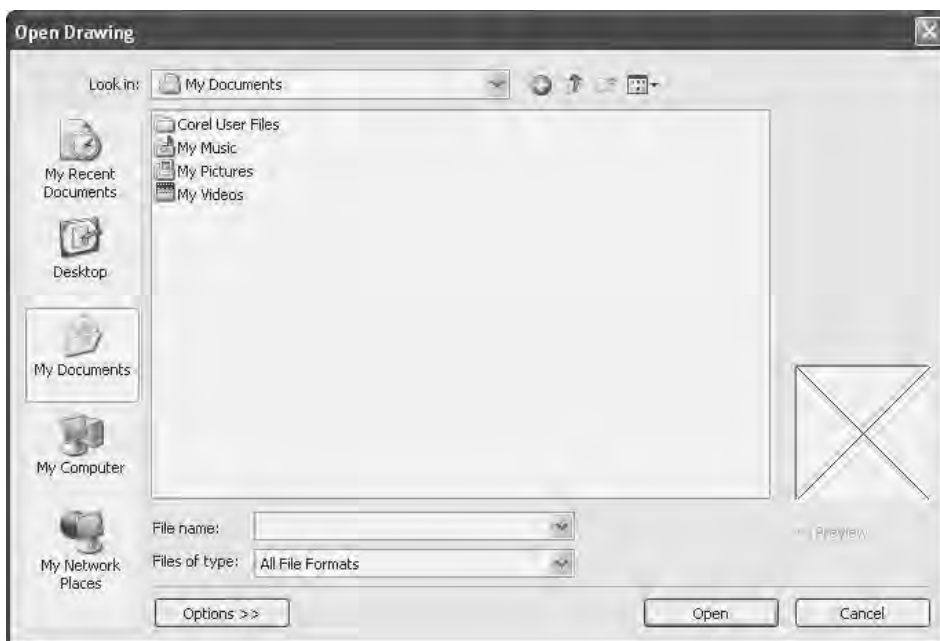 Open Drawing
Look in:
My Documents
My Recent
Documents
Desktop
My Documents
My Computer
My Network
Places
Corel User Files
My Music
My Pictures
My Videos
Preview
File name:
Files of type:
All File Formats
Options >>
Open
Cancel